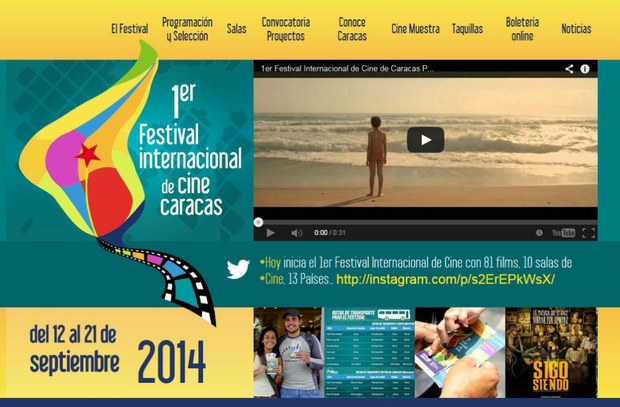 El Festival
Programación
y Selección
Salas
Convocatoria
Proyectos
Conoce
Caracas
Cine Muestra
Taquillas
Boleteria
online
Noticias
1er
Festival
internacional
de cine
caracas
1er Festival Internacional de Cine de Caracas P...
0:00 / 0:31
YouTube
•Hoy inicia el 1er Festival Internacional de Cine con 81 films, 10 salas de
•Cine, 13 Países.. http://instagram.com/p/s2ErEPkWsX/
del 12 al 21 de
septiembre
2014
RUTAS DE TRANSPORTE
PARA EL FESTIVAL
SIGO
SIENDO